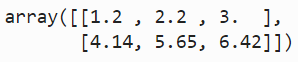 array([[1.2 , 2.2 , 3.  ],
       [4.14, 5.65, 6.42]])